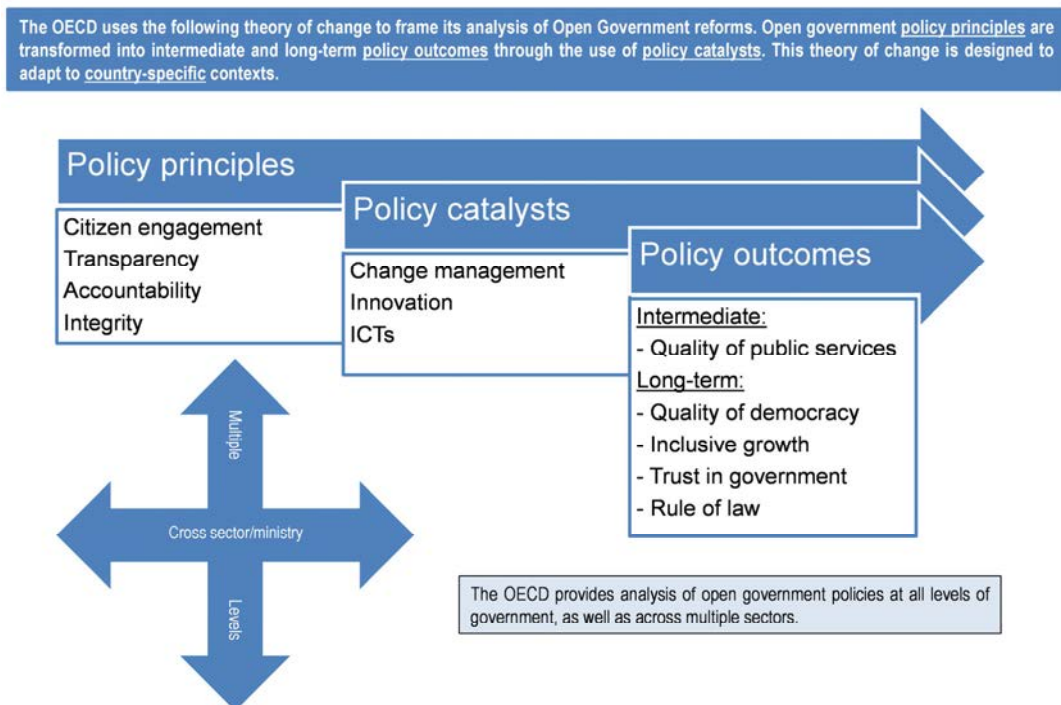 The OECD uses the following theory of change to frame its analysis of Open Government reforms. Open government policy principles are
transformed into intermediate and long-term policy outcomes through the use of policy catalysts. This theory of change is designed to
adapt to country-specific contexts.
Policy principles
Citizen engagement
Transparency
Accountability
Integrity
Policy catalysts
Change management
Innovation
ICTs
Policy outcomes
Intermediate:
- Quality of public services
Long-term:
- Quality of democracy
- Inclusive growth
- Trust in government
- Rule of law
Multiple
Cross sector/ministry
Levels
The OECD provides analysis of open government policies at all levels of
government, as well as across multiple sectors.